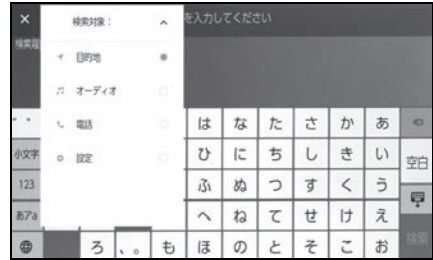 × 検索対象： を入力してください
検索履
目的地
オーディオ
電話
設定
゛゜ は な た さ か あ
小文字 ひ に ち し き い 空白
123 ふ ぬ つ す く う
あアa へ ね て せ け え
ろ 、。 も ほ の と そ こ お 検索